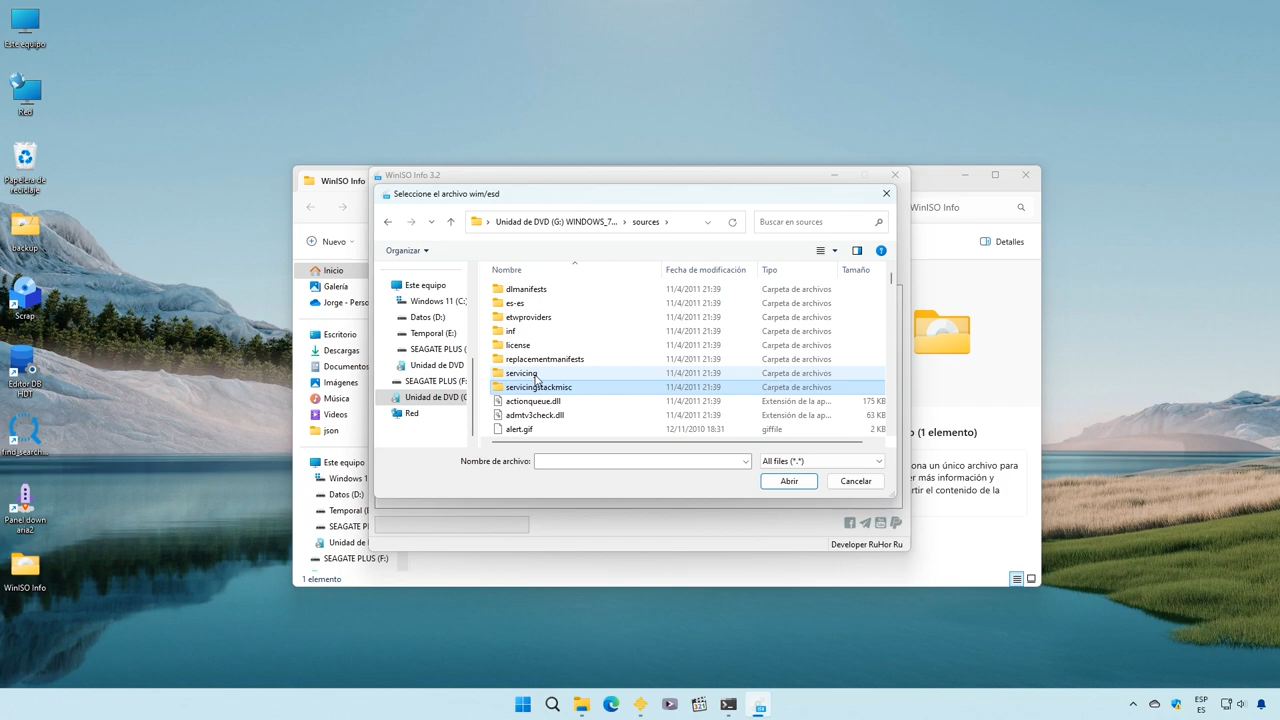 Este equipo
Red
Papelera de
reciclaje
backup
Scrap
Editor DB
HDT
find_search...
Panel down
aria2
WinISO Info
WinISO Info
Nuevo
Inicio
Galería
Jorge - Perso
Escritorio
Descargas
Documentos
Imágenes
Música
Videos
json
Este equipo
Windows 1
Datos (D:)
Temporal (
SEAGATE P
Unidad de
SEAGATE PLUS (F:)
1 elemento
WinISO Info 3.2
Seleccione el archivo wim/esd
Unidad de DVD (G:) WINDOWS_7... > sources >
Buscar en sources
Organizar
Este equipo
Windows 11 (C:)
Datos (D:)
Temporal (E:)
SEAGATE PLUS (
Unidad de DVD
SEAGATE PLUS (F:
Unidad de DVD (G
Red
Nombre Fecha de modificación Tipo Tamaño
dlmanifests 11/4/2011 21:39 Carpeta de archivos
es-es 11/4/2011 21:39 Carpeta de archivos
etwproviders 11/4/2011 21:39 Carpeta de archivos
inf 11/4/2011 21:39 Carpeta de archivos
license 11/4/2011 21:39 Carpeta de archivos
replacementmanifests 11/4/2011 21:39 Carpeta de archivos
servicing 11/4/2011 21:39 Carpeta de archivos
servicingstackmisc 11/4/2011 21:39 Carpeta de archivos
actionqueue.dll 11/4/2011 21:39 Extensión de la ap... 175 KB
admtv3check.dll 11/4/2011 21:39 Extensión de la ap... 63 KB
alert.gif 12/11/2010 18:31 giffile 2 KB
Nombre de archivo:
All files (*.*)
Abrir
Cancelar
Developer RuHor Ru
WinISO Info
Detalles
(1 elemento)
ona un único archivo para
er más información y
rtir el contenido de la
ESP
ES